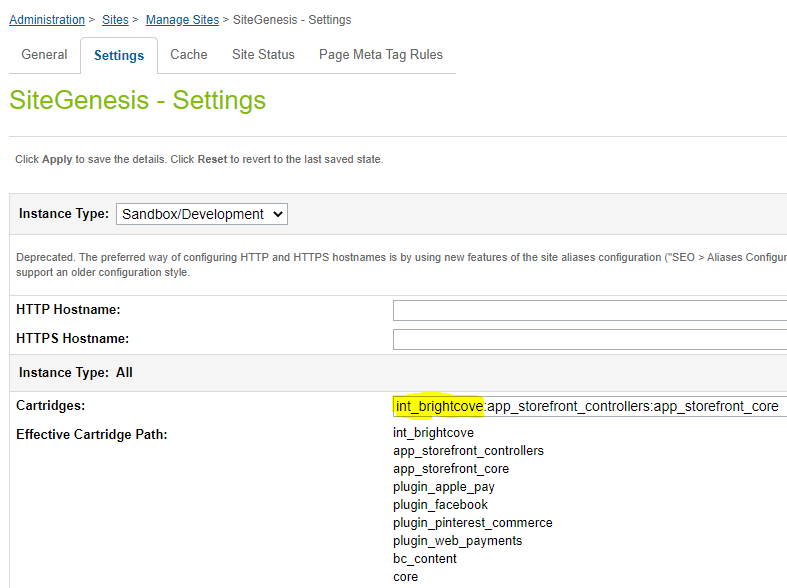 Administration > Sites > Manage Sites > SiteGenesis - Settings
General Settings Cache Site Status Page Meta Tag Rules
SiteGenesis - Settings
Click Apply to save the details. Click Reset to revert to the last saved state.
Instance Type: Sandbox/Development
Deprecated. The preferred way of configuring HTTP and HTTPS hostnames is by using new features of the site aliases configuration ("SEO > Aliases Configur
support an older configuration style.
HTTP Hostname:
HTTPS Hostname:
Instance Type: All
Cartridges: int_brightcove:app_storefront_controllers:app_storefront_core
Effective Cartridge Path: int_brightcove
app_storefront_controllers
app_storefront_core
plugin_apple_pay
plugin_facebook
plugin_pinterest_commerce
plugin_web_payments
bc_content
core